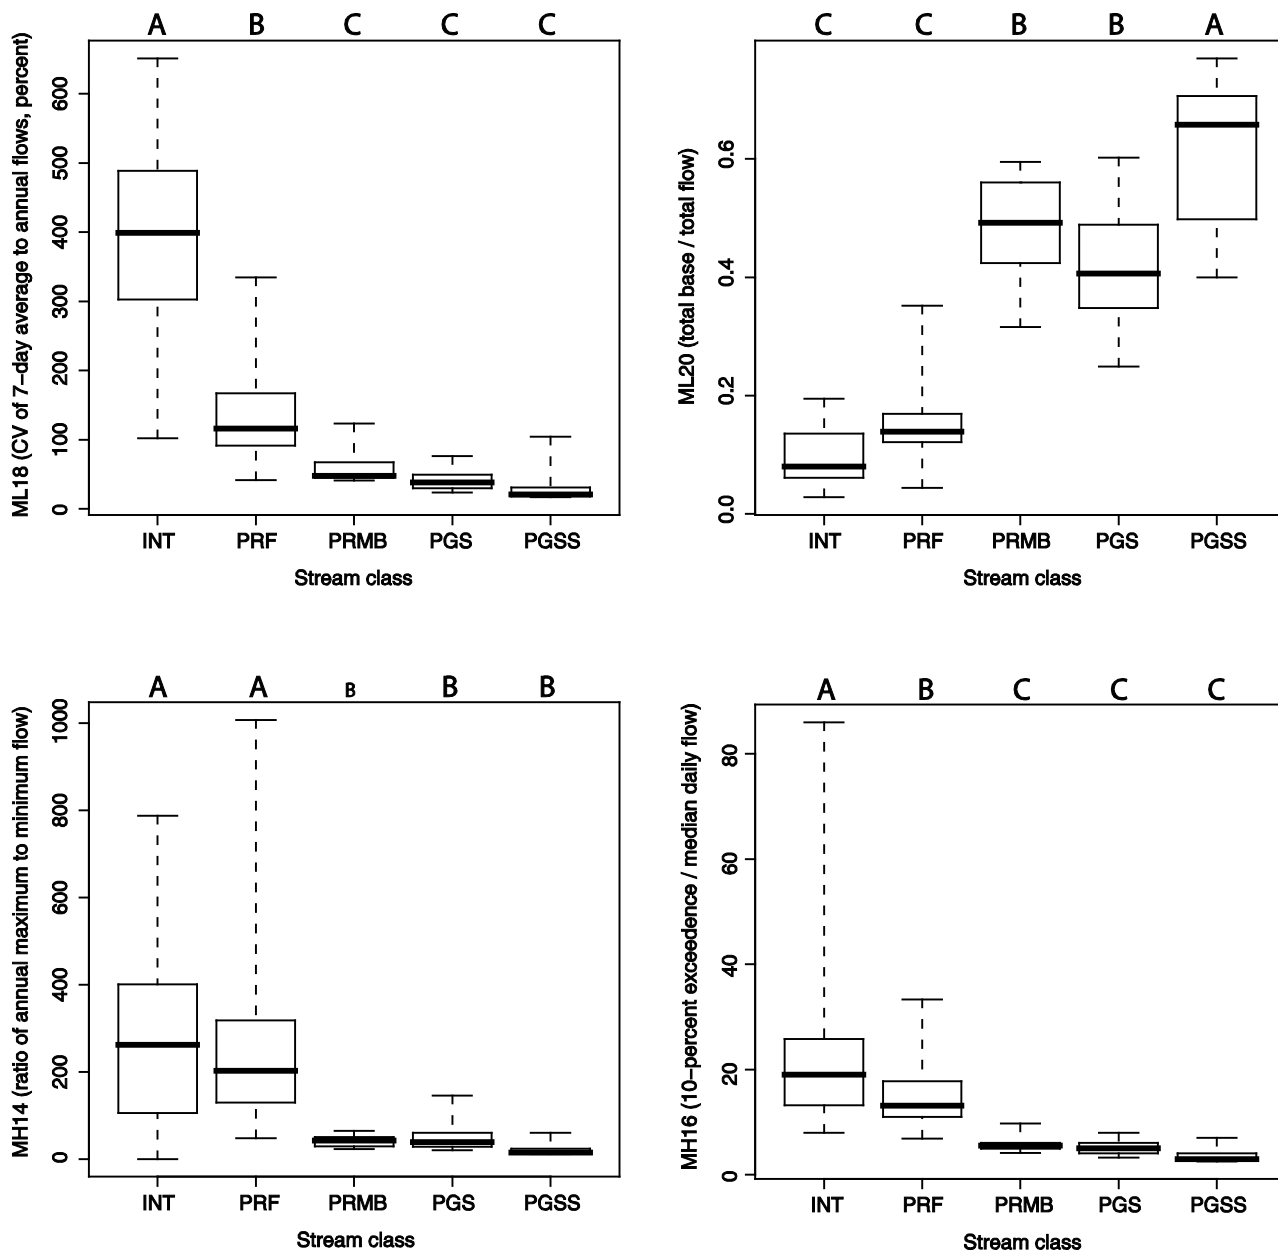 A B C C C
ML18 (CV of 7-day average to annual flows, percent)
600
500
400
300
200
100
0
INT PRF PRMB PGS PGSS
Stream class
C C B B A
ML20 (total base / total flow)
0.6
0.4
0.2
0.0
INT PRF PRMB PGS PGSS
Stream class
A A B B B
MH14 (ratio of annual maximum to minimum flow)
1000
800
600
400
200
0
INT PRF PRMB PGS PGSS
Stream class
A B C C C
MH16 (10-percent exceedence / median daily flow)
80
60
40
20
0
INT PRF PRMB PGS PGSS
Stream class